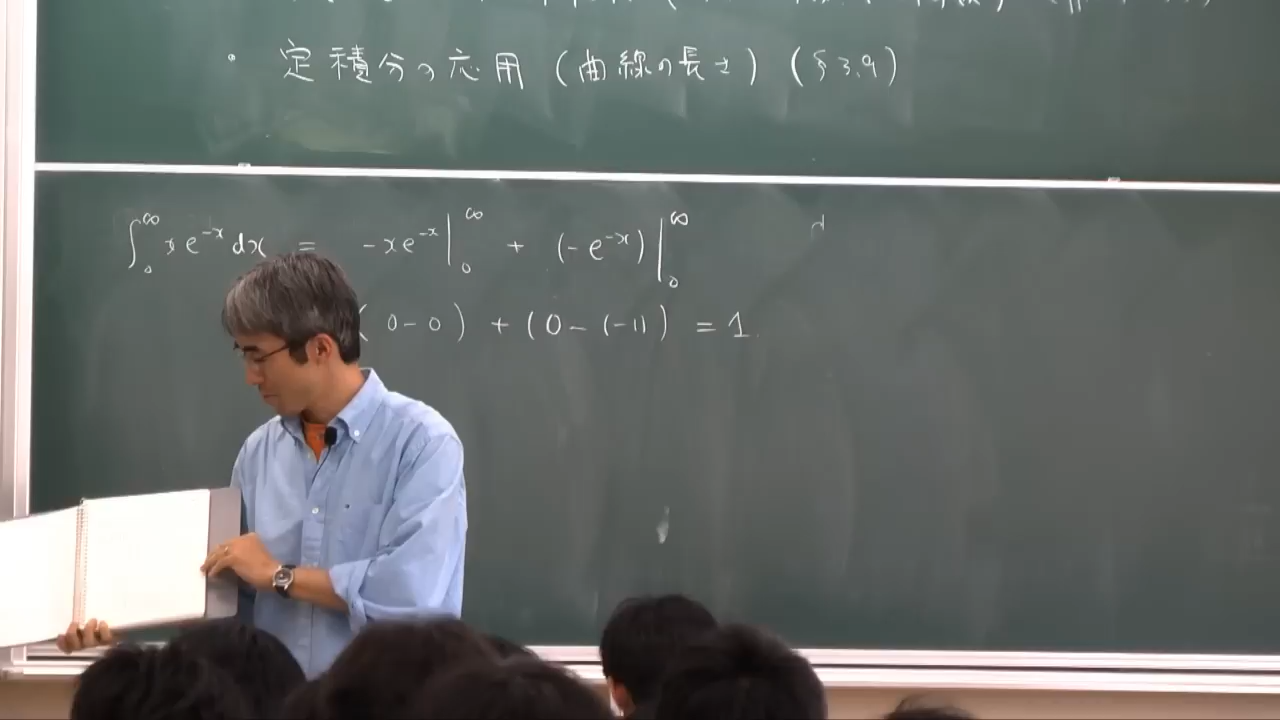 ・ 定積分の応用 (曲線の長さ) (§3.9)
∫₀^∞ xe^{-x} dx = -xe^{-x}|₀^∞ + (-e^{-x})|₀^∞
( 0-0 ) + (0-(-1)) = 1.